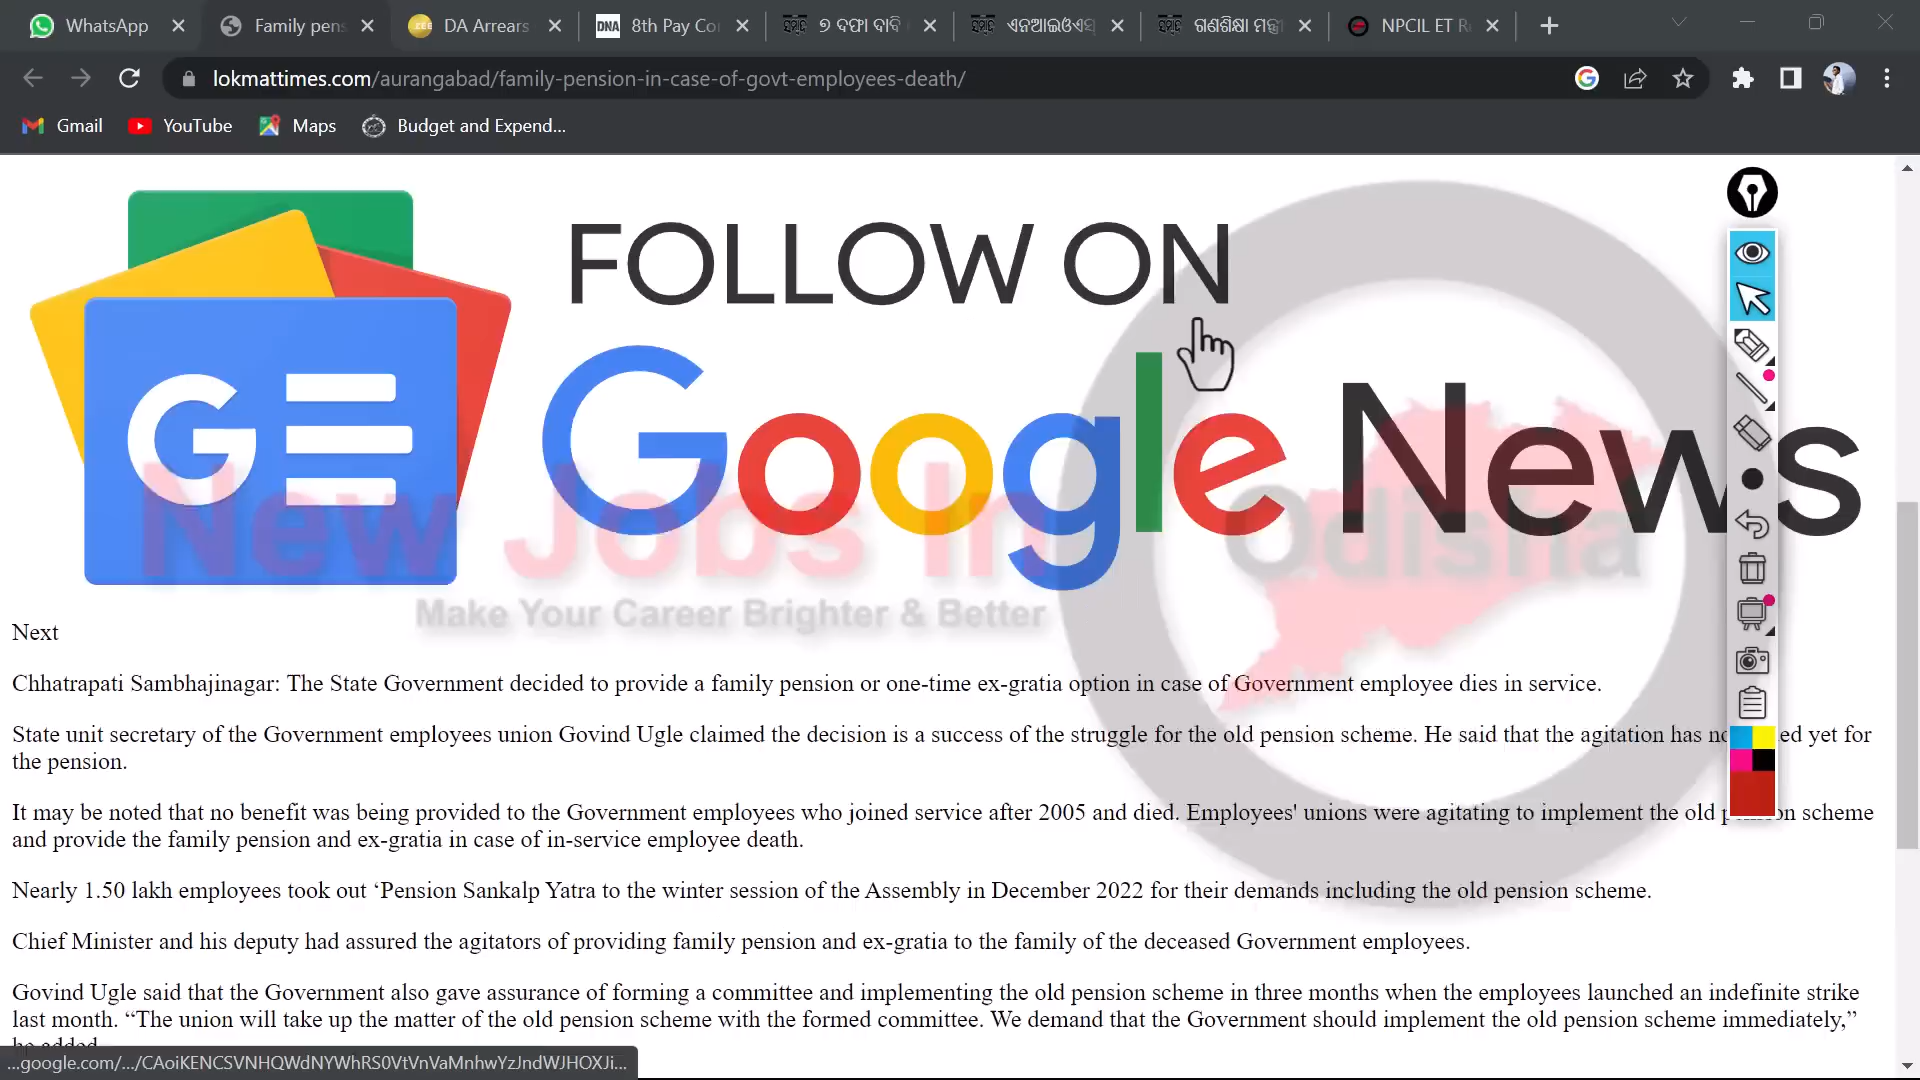 WhatsApp
Family pens
DA Arrears
DNA
8th Pay Co
୭ ଦଫା ଦାବି
ଏନଆଇଓଏସ୍
ଗଣଶିକ୍ଷା ମନ୍ତ୍ରୀ
NPCIL ET R
lokmattimes.com/aurangabad/family-pension-in-case-of-govt-employees-death/
Gmail
YouTube
Maps
Budget and Expend...
FOLLOW ON
Google News
New Jobs In Odisha
Make Your Career Brighter & Better
Next
Chhatrapati Sambhajinagar: The State Government decided to provide a family pension or one-time ex-gratia option in case of Government employee dies in service.
State unit secretary of the Government employees union Govind Ugle claimed the decision is a success of the struggle for the old pension scheme. He said that the agitation has no ed yet for
the pension.
It may be noted that no benefit was being provided to the Government employees who joined service after 2005 and died. Employees' unions were agitating to implement the old pension scheme
and provide the family pension and ex-gratia in case of in-service employee death.
Nearly 1.50 lakh employees took out ‘Pension Sankalp Yatra to the winter session of the Assembly in December 2022 for their demands including the old pension scheme.
Chief Minister and his deputy had assured the agitators of providing family pension and ex-gratia to the family of the deceased Government employees.
Govind Ugle said that the Government also gave assurance of forming a committee and implementing the old pension scheme in three months when the employees launched an indefinite strike
last month. “The union will take up the matter of the old pension scheme with the formed committee. We demand that the Government should implement the old pension scheme immediately,”
he added.
...google.com/.../CAoiKENCSVNHQWdNYWhRS0VtVnVaMnhwYzJndWJHOXJi...